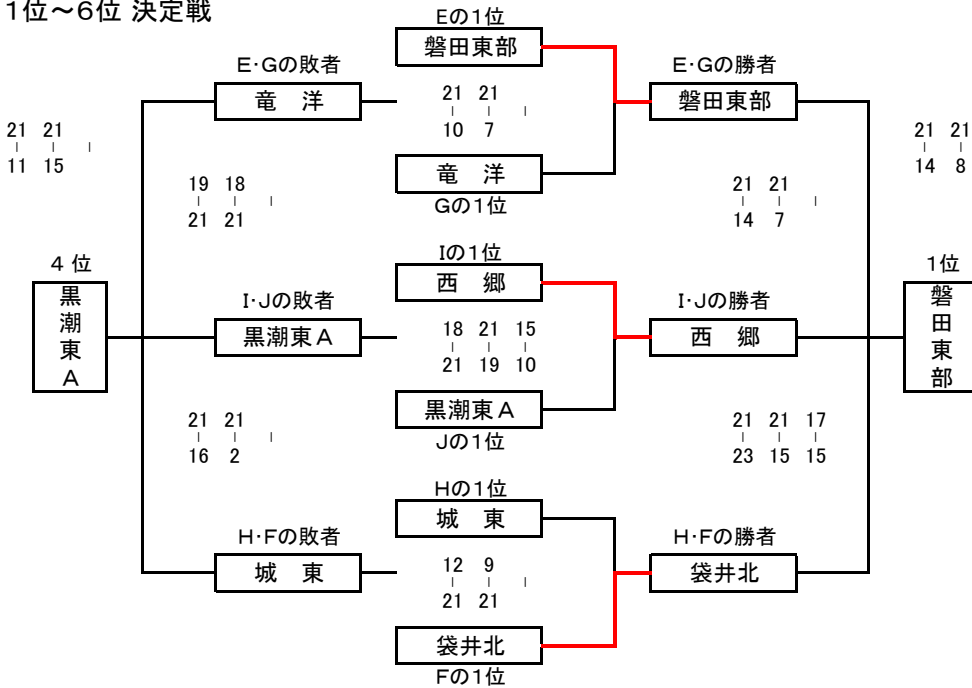 1位～6位 決定戦
Eの1位
磐田東部
E・Gの敗者
E・Gの勝者
竜 洋
21 21
磐田東部
10 7
21 21
11 15
21 21
14 8
竜 洋
Gの1位
19 18
21 21
21 21
14 7
4 位
Iの1位
1位
西 郷
黒潮東A
磐田東部
I・Jの敗者
I・Jの勝者
黒潮東A
18 21 15
西 郷
21 19 10
黒潮東A
Jの1位
21 21
16 2
21 21 17
23 15 15
Hの1位
城 東
H・Fの敗者
H・Fの勝者
城 東
12 9
袋井北
21 21
袋井北
Fの1位